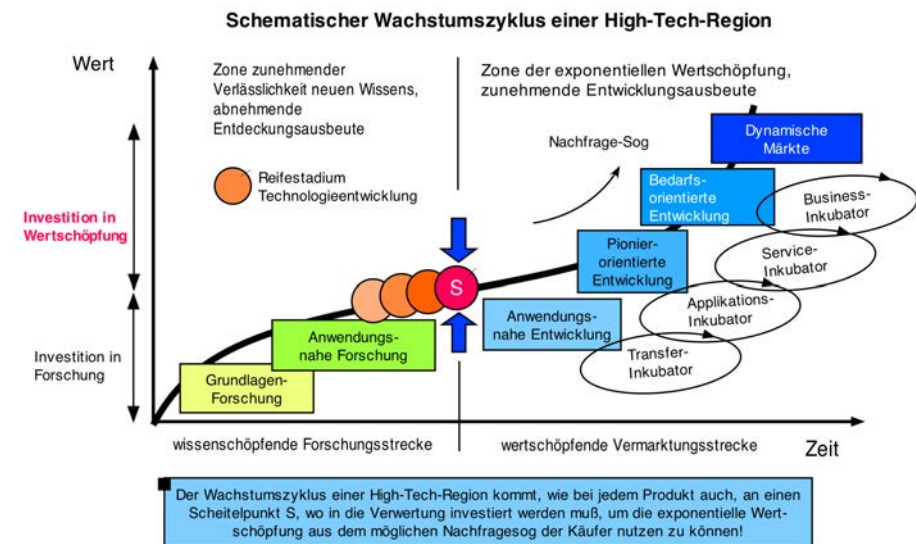 Schematischer Wachstumszyklus einer High-Tech-Region
Wert
Zone zunehmender
Verlässlichkeit neuen Wissens,
abnehmende
Entdeckungsausbeute
Zone der exponentiellen Wertschöpfung,
zunehmende Entwicklungsausbeute
Reifestadium
Technologieentwicklung
Nachfrage-Sog
Dynamische
Märkte
Bedarfs-
orientierte
Entwicklung
Business-
Inkubator
Investition in
Wertschöpfung
Pionier-
orientierte
Entwicklung
Service-
Inkubator
S
Applikations-
Inkubator
Anwendungs-
nahe Entwicklung
Anwendungs-
nahe Forschung
Transfer-
Inkubator
Investition in
Forschung
Grundlagen-
Forschung
wissenschöpfende Forschungsstrecke
wertschöpfende Vermarktungsstrecke
Zeit
Der Wachstumszyklus einer High-Tech-Region kommt, wie bei jedem Produkt auch, an einen
Scheitelpunkt S, wo in die Verwertung investiert werden muß, um die exponentielle Wert-
schöpfung aus dem möglichen Nachfragesog der Käufer nutzen zu können!